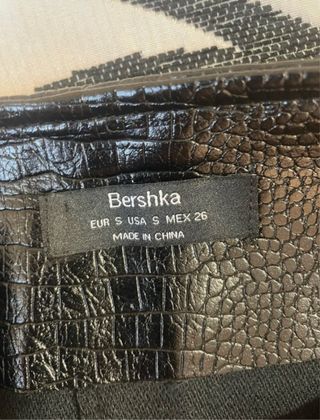 Bershka
EUR S USA S MEX 26
MADE IN CHINA